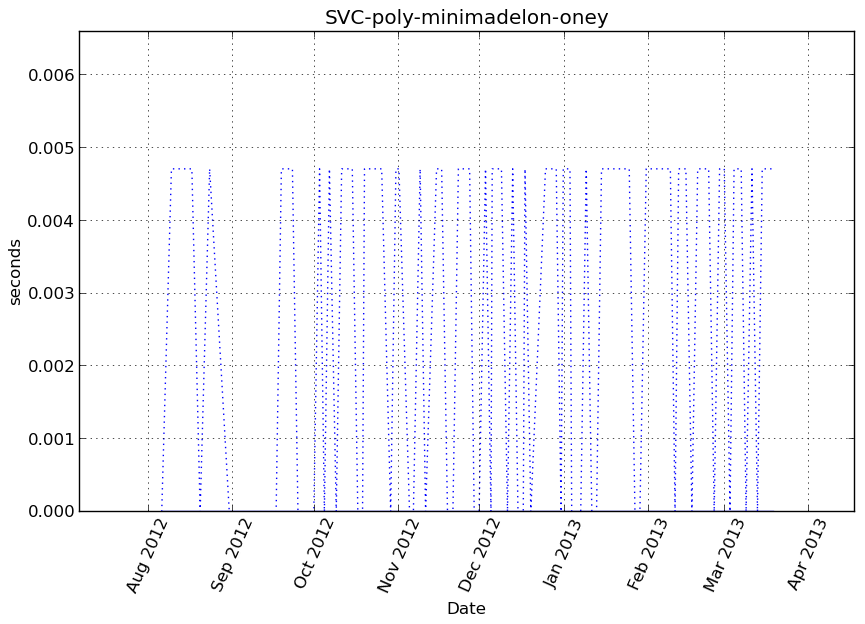 SVC-poly-minimadelon-oney
0.006
0.005
0.004
0.003
0.002
0.001
0.000
seconds
Aug 2012
Sep 2012
Oct 2012
Nov 2012
Dec 2012
Jan 2013
Feb 2013
Mar 2013
Apr 2013
Date